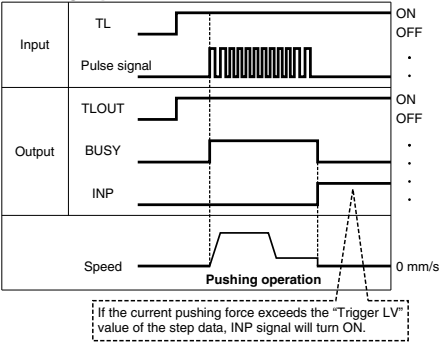 Input
TL
ON
OFF
Pulse signal
Output
TLOUT
ON
OFF
BUSY
INP
Speed
0 mm/s
Pushing operation
If the current pushing force exceeds the “Trigger LV”
value of the step data, INP signal will turn ON.